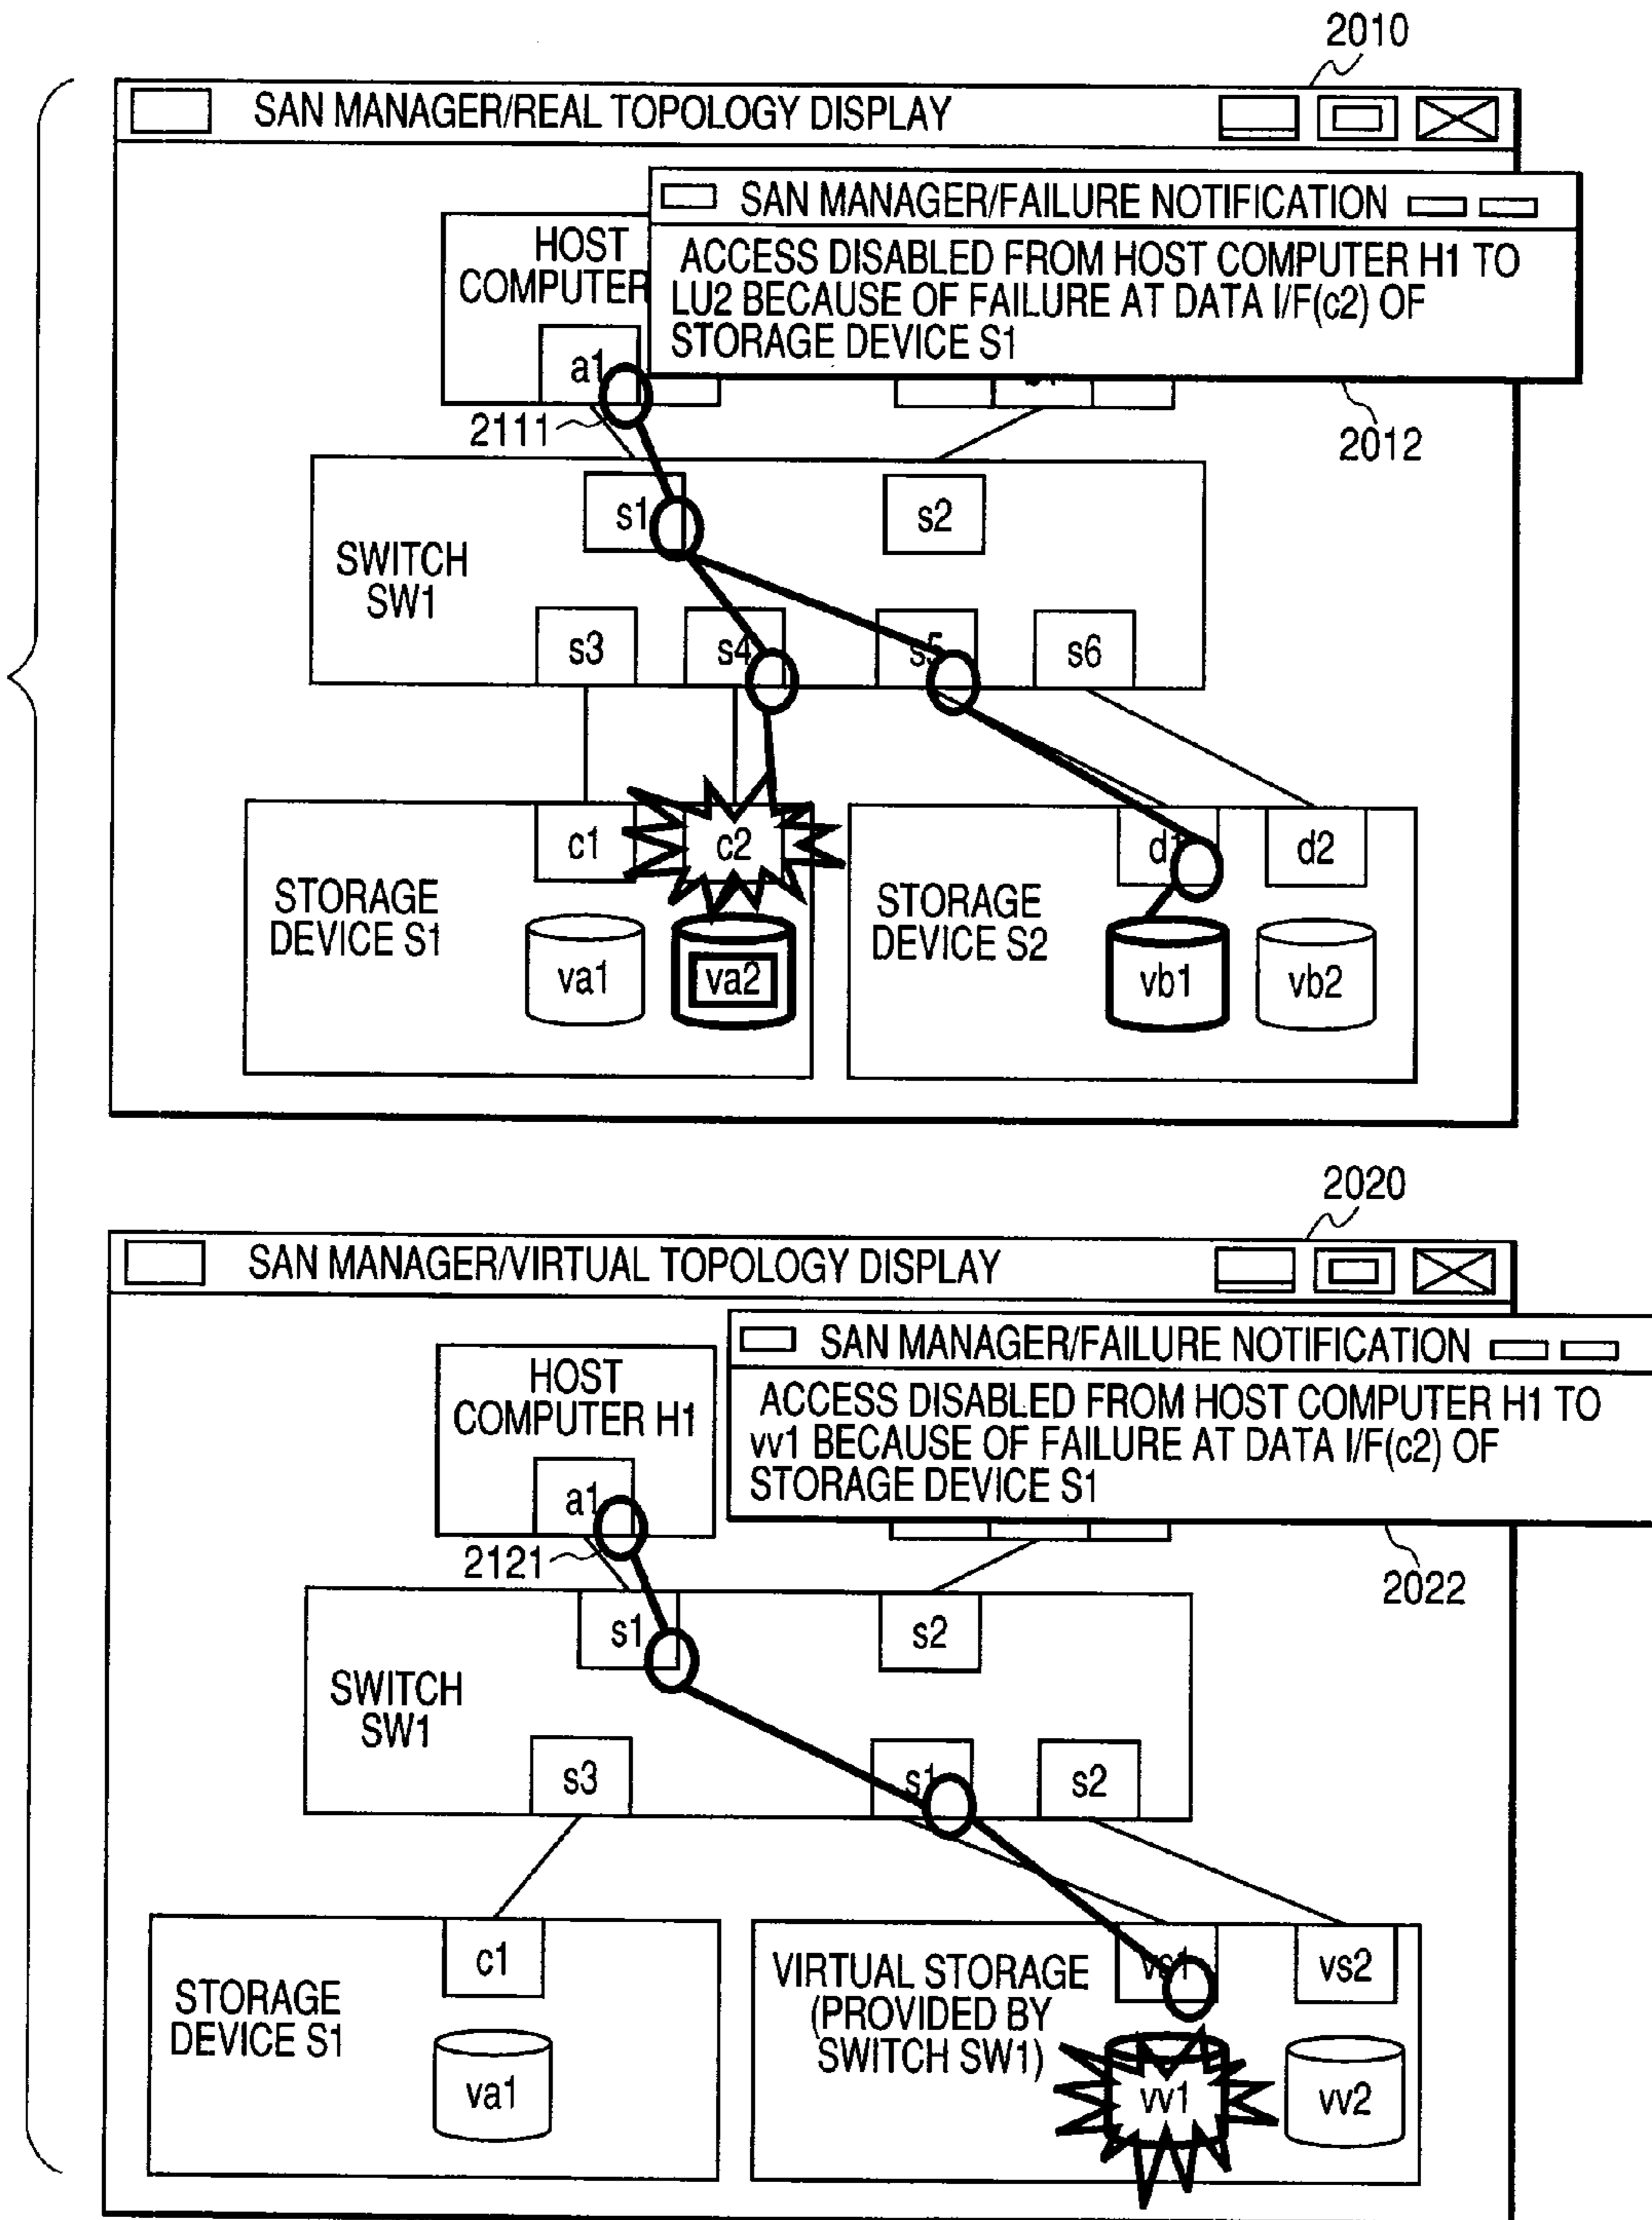 2010
SAN MANAGER/REAL TOPOLOGY DISPLAY
SAN MANAGER/FAILURE NOTIFICATION
ACCESS DISABLED FROM HOST COMPUTER H1 TO
LU2 BECAUSE OF FAILURE AT DATA I/F(c2) OF
STORAGE DEVICE S1
HOST
COMPUTER
a1
2111
2012
s1
s2
SWITCH
SW1
s3
s4
s5
s6
c1
c2
d1
d2
STORAGE
DEVICE S1
STORAGE
DEVICE S2
va1
va2
vb1
vb2
2020
SAN MANAGER/VIRTUAL TOPOLOGY DISPLAY
SAN MANAGER/FAILURE NOTIFICATION
ACCESS DISABLED FROM HOST COMPUTER H1 TO
vv1 BECAUSE OF FAILURE AT DATA I/F(c2) OF
STORAGE DEVICE S1
HOST
COMPUTER H1
a1
2121
2022
s1
s2
SWITCH
SW1
s3
s1
s2
c1
vs1
vs2
STORAGE
DEVICE S1
VIRTUAL STORAGE
(PROVIDED BY
SWITCH SW1)
va1
vv1
vv2